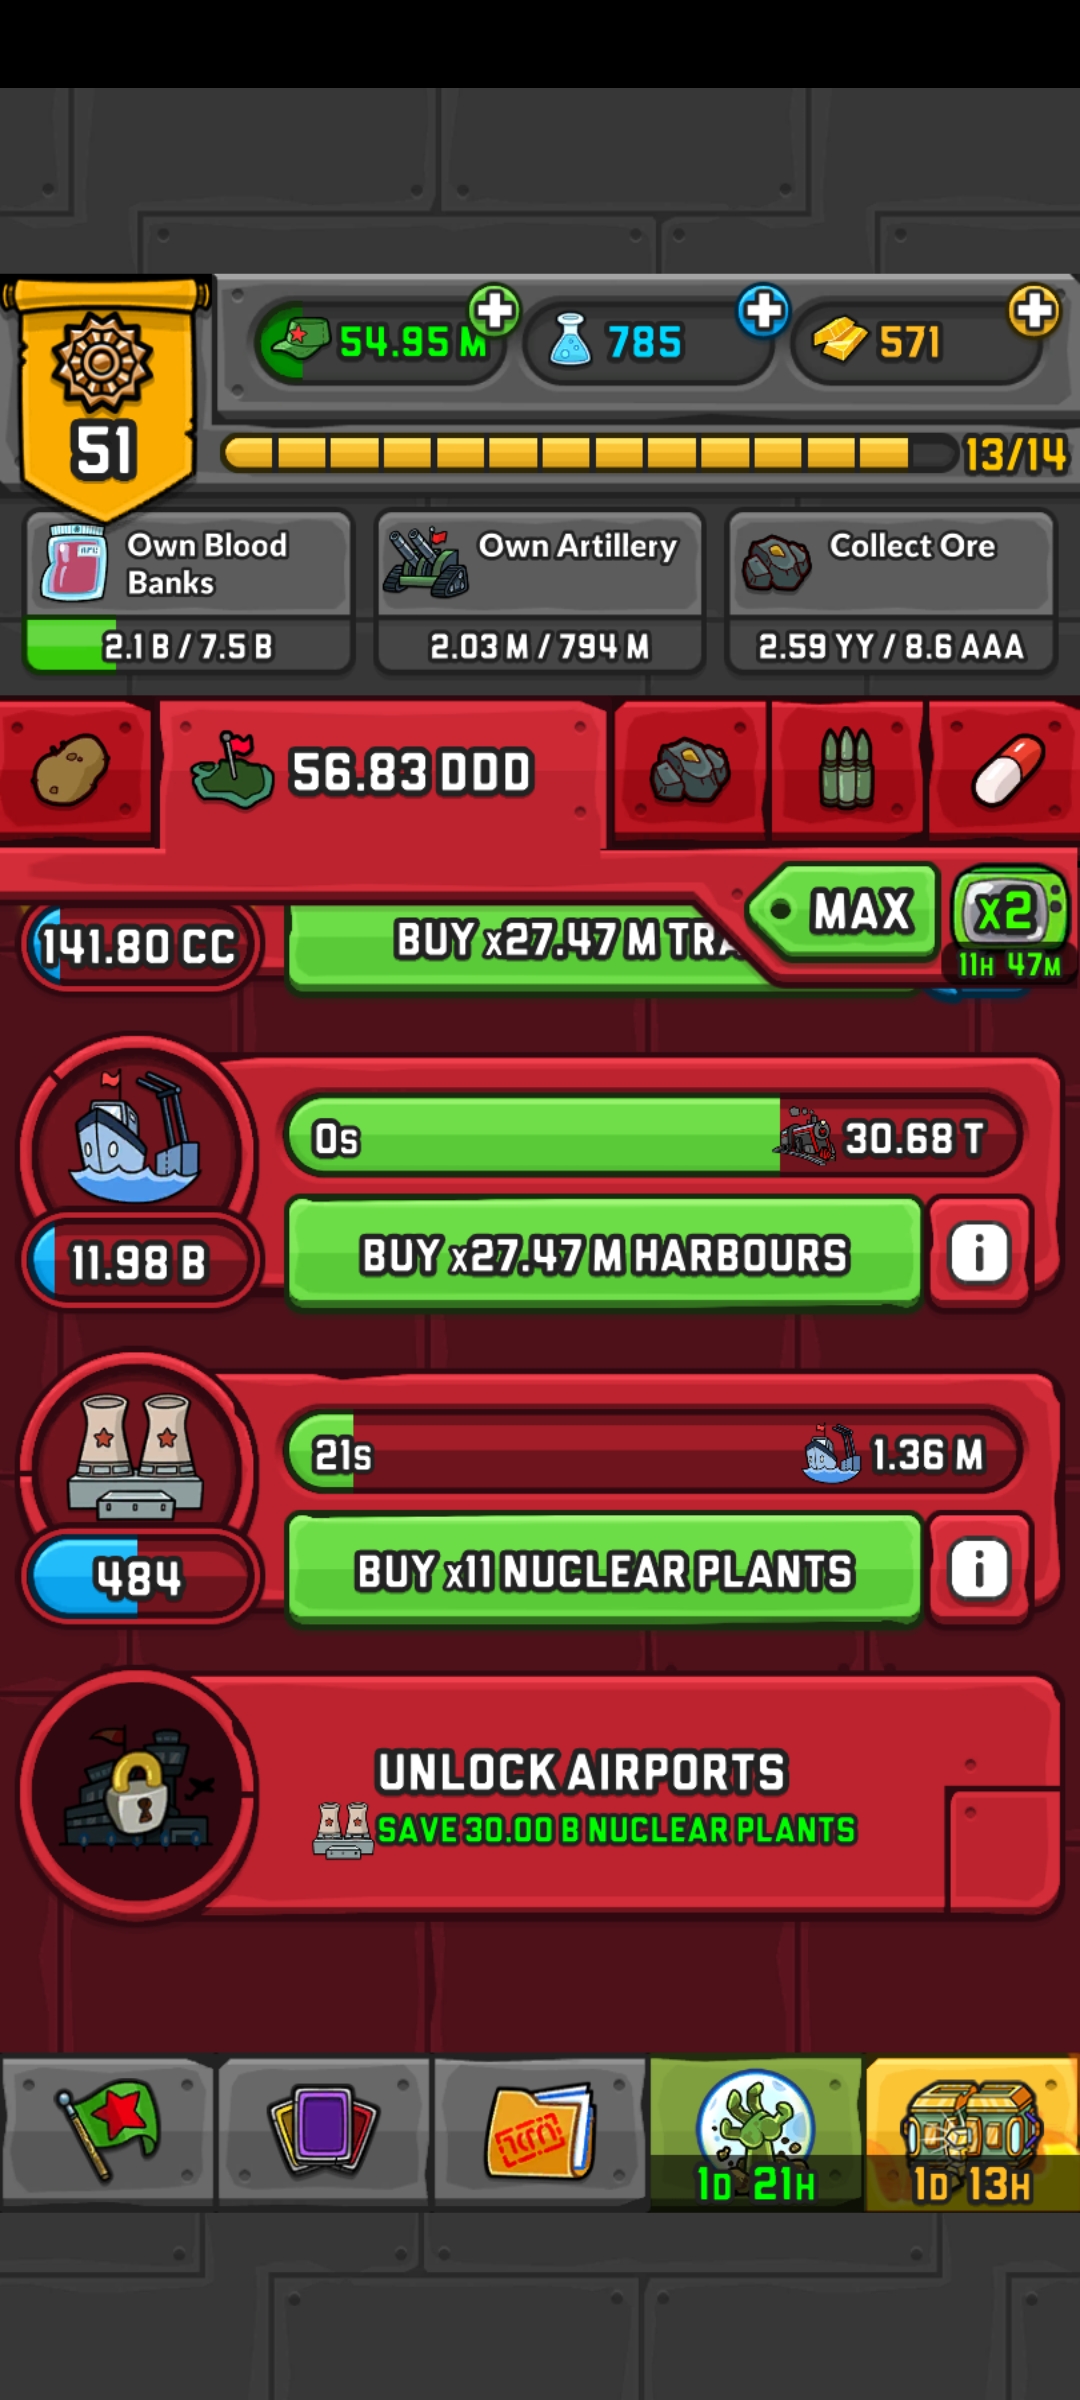 54.95 M
785
571
51
13/14
Own Blood
Banks
2.1 B / 7.5 B
Own Artillery
2.03 M / 794 M
Collect Ore
2.59 YY / 8.6 AAA
56.83 DDD
MAX
x2
11H 47M
141.80 CC
BUY x27.47 M TRA
0s
30.68 T
11.98 B
BUY x27.47 M HARBOURS
i
21s
1.36 M
484
BUY x11 NUCLEAR PLANTS
i
UNLOCK AIRPORTS
SAVE 30.00 B NUCLEAR PLANTS
1D 21H
1D 13H